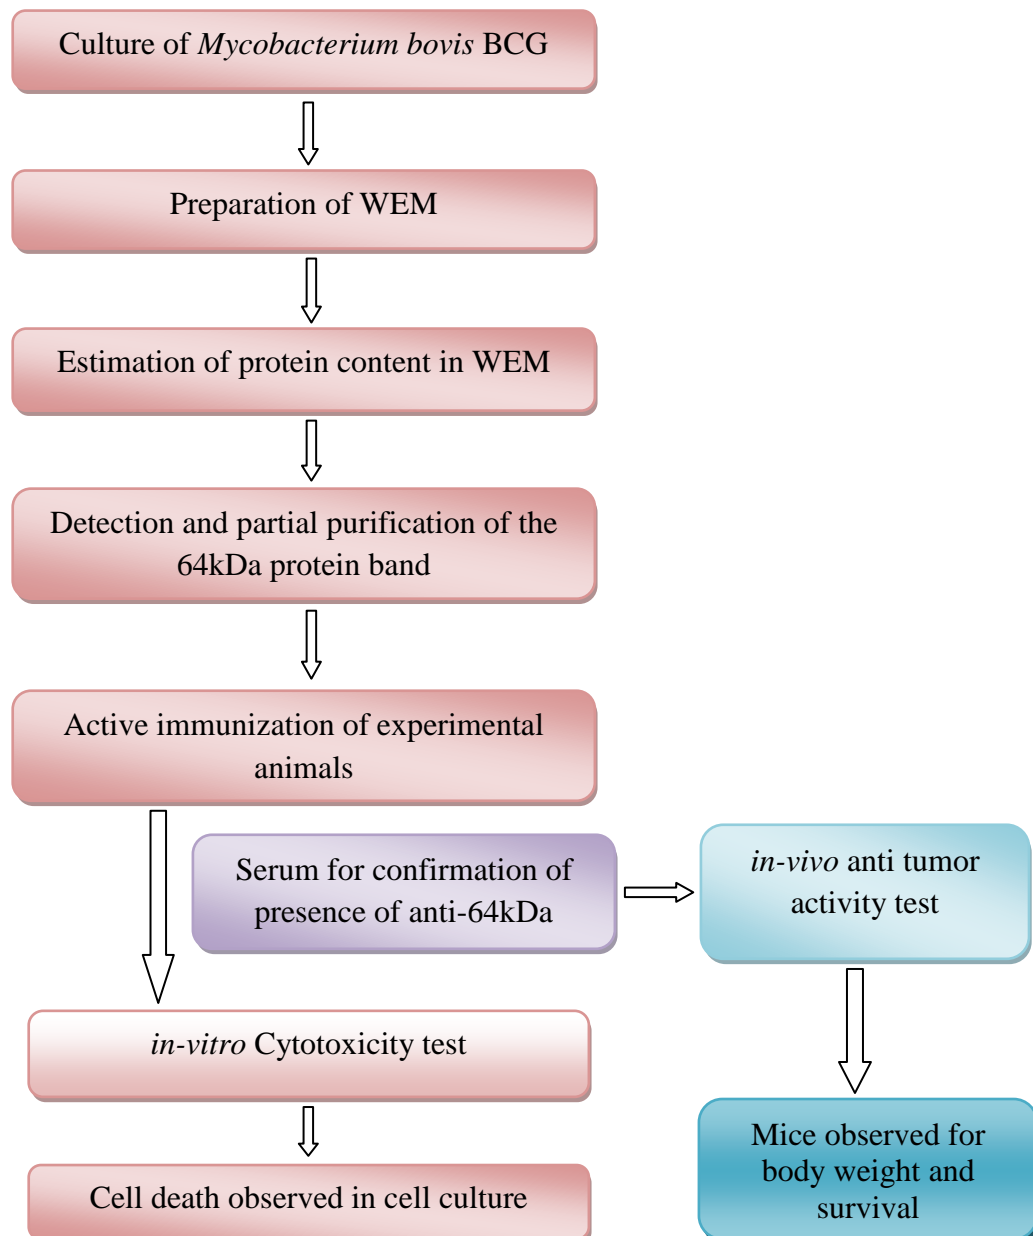 Culture of Mycobacterium bovis BCG
Preparation of WEM
Estimation of protein content in WEM
Detection and partial purification of the
64kDa protein band
Active immunization of experimental
animals
Serum for confirmation of
presence of anti-64kDa
in-vivo anti tumor
activity test
in-vitro Cytotoxicity test
Mice observed for
body weight and
survival
Cell death observed in cell culture